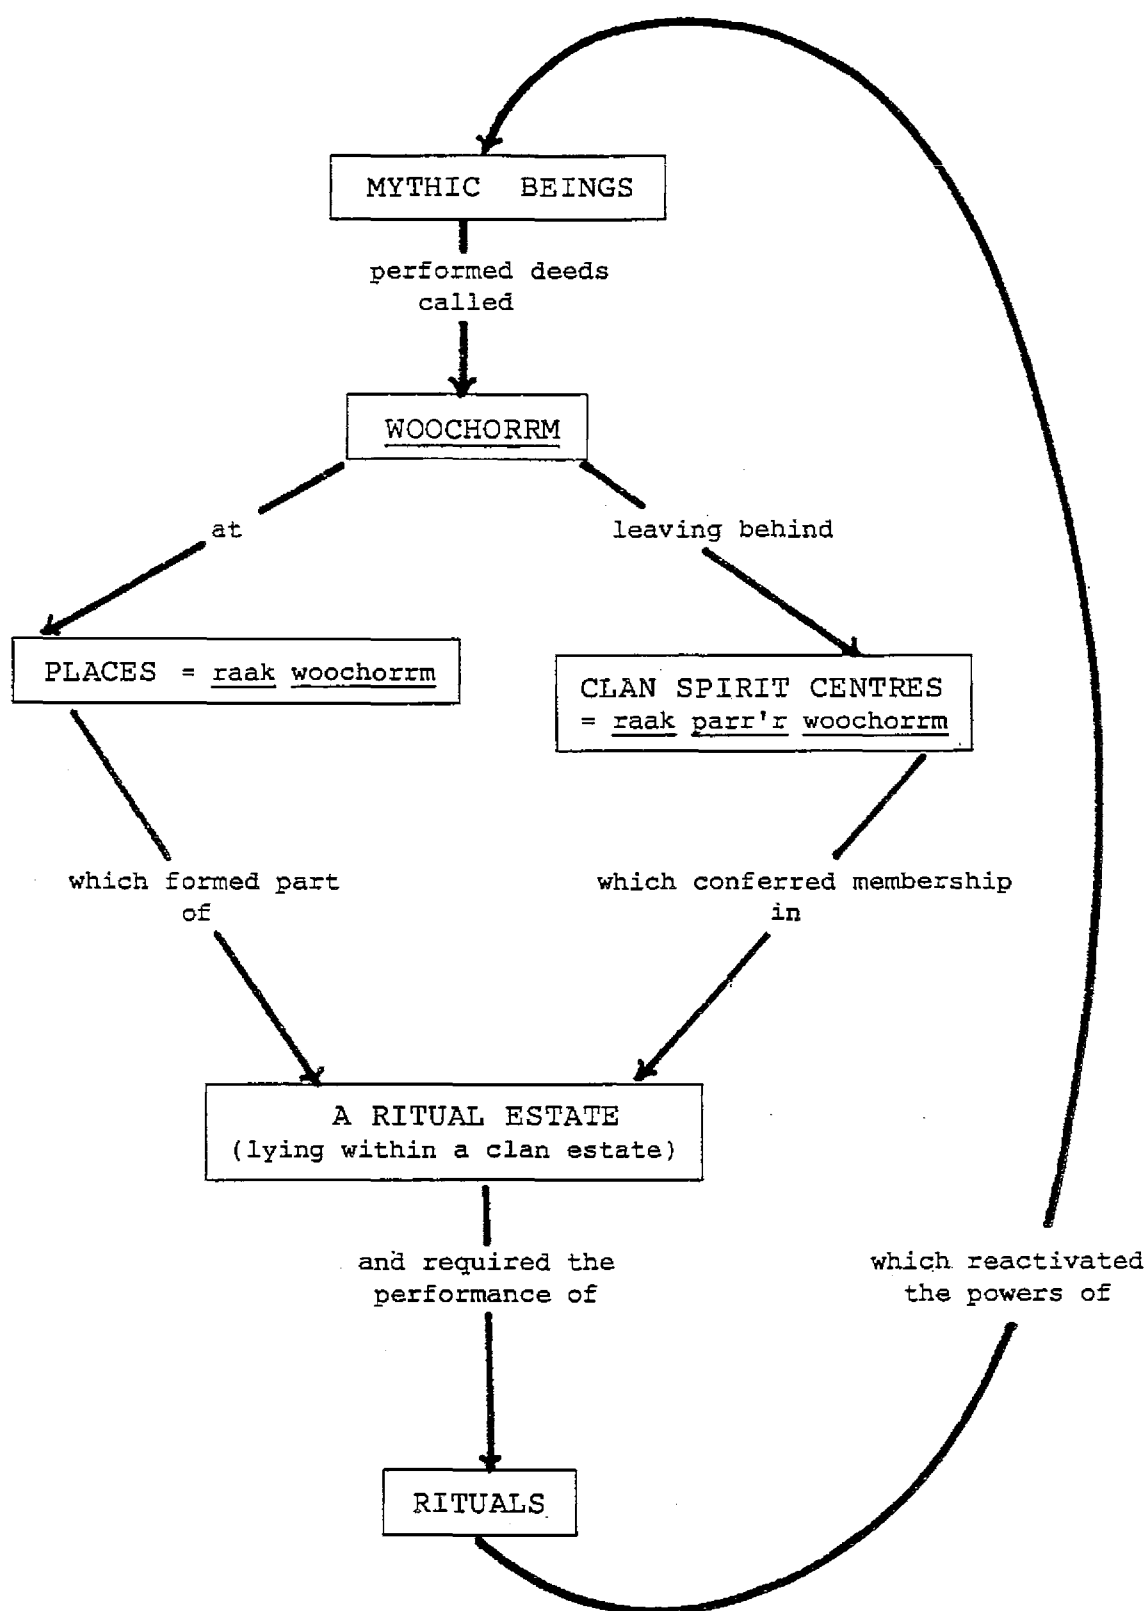 MYTHIC BEINGS
performed deeds
called
WOOCHORRM
at
leaving behind
PLACES = raak woochorrm
CLAN SPIRIT CENTRES
= raak parr'r woochorrm
which formed part
of
which conferred membership
in
A RITUAL ESTATE
(lying within a clan estate)
and required the
performance of
which reactivated
the powers of
RITUALS